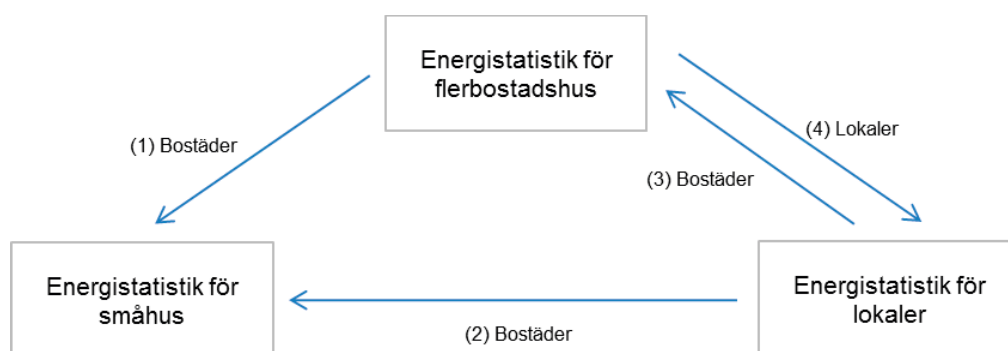 Energistatistik för
flerbostadshus
(1) Bostäder
(4) Lokaler
(3) Bostäder
Energistatistik för
småhus
(2) Bostäder
Energistatistik för
lokaler